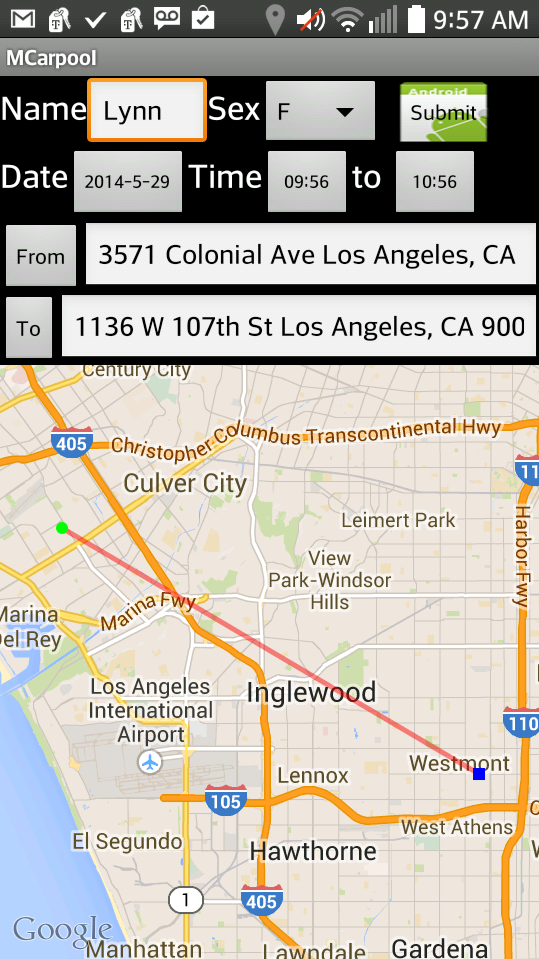 9:57 AM
MCarpool
Name Lynn Sex F Android Submit
Date 2014-5-29 Time 09:56 to 10:56
From 3571 Colonial Ave Los Angeles, CA
To 1136 W 107th St Los Angeles, CA 900
Century City
405
Christopher Columbus Transcontinental Hwy
Culver City
11
Leimert Park
Harbor Fwy
View
Park-Windsor
Hills
Marina Fwy
Marina
Del Rey
Los Angeles
International
Airport
Inglewood
110
Westmont
Lennox
105
West Athens
El Segundo
Hawthorne
1
405
Google
Manhattan
Lawndale
Gardena